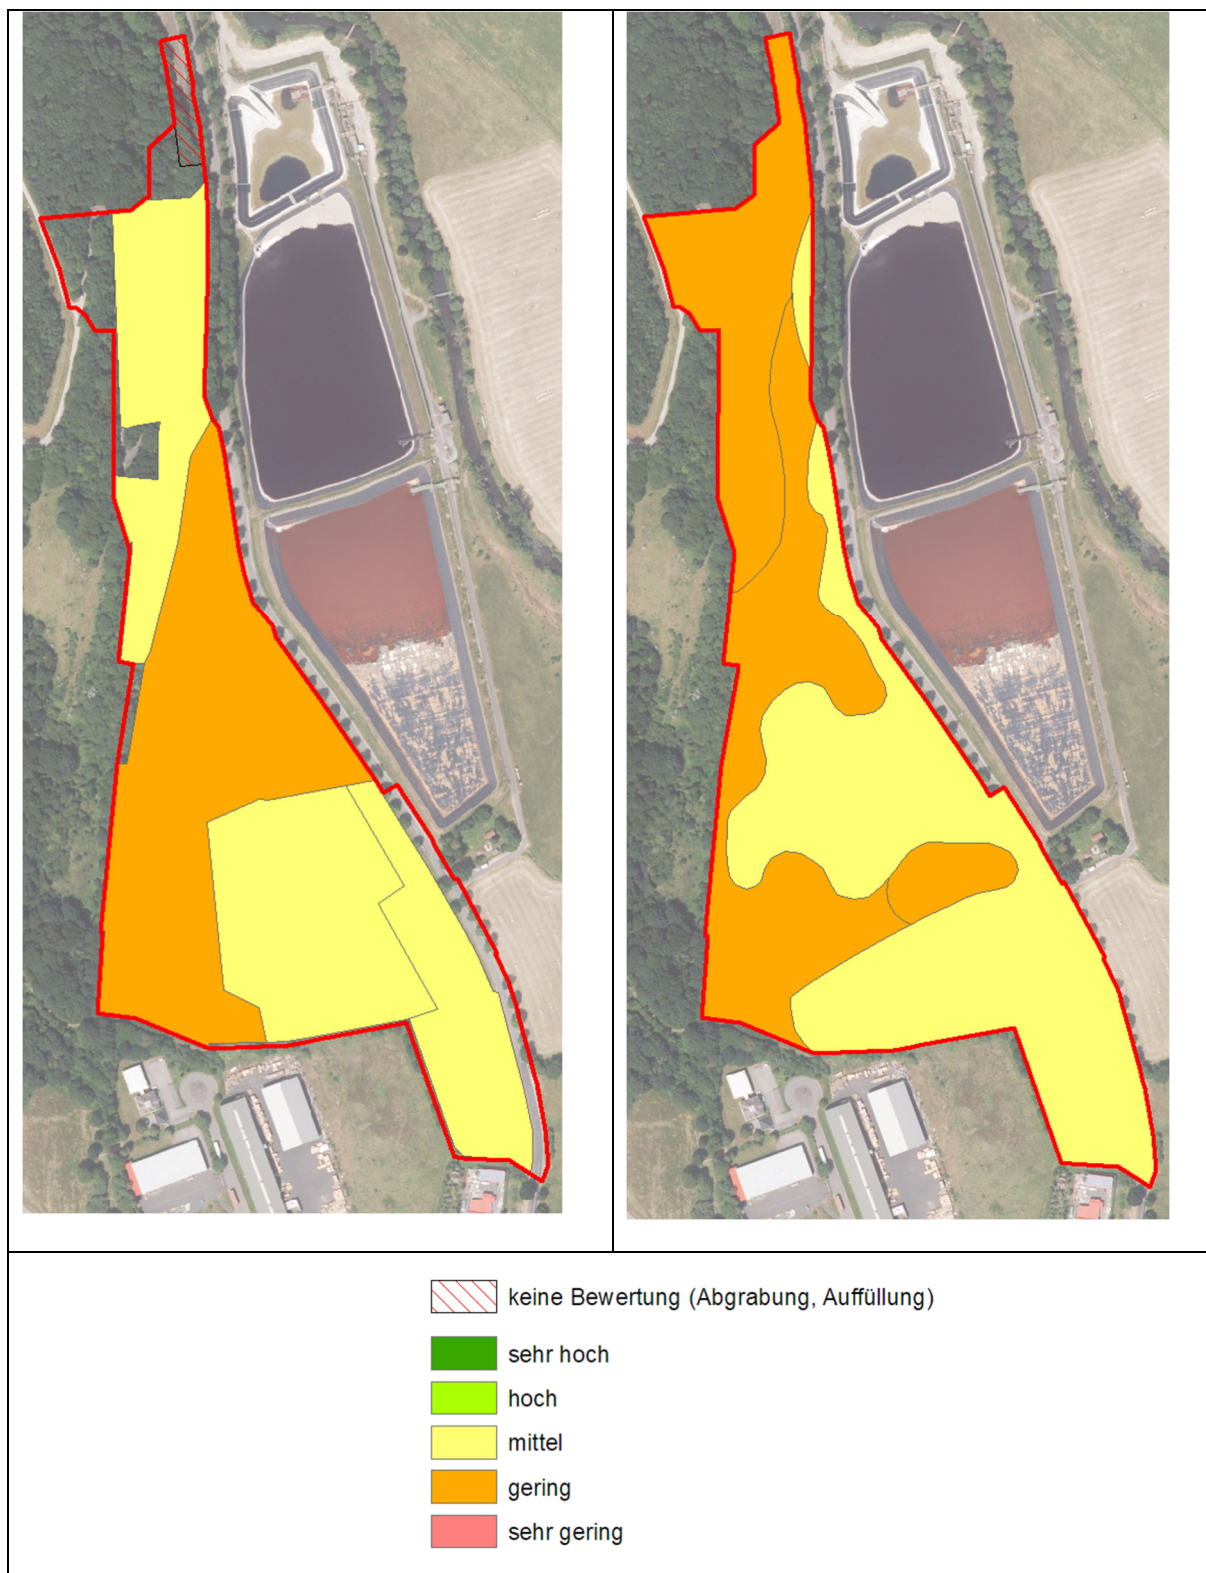 keine Bewertung (Abgrabung, Auffüllung)
sehr hoch
hoch
mittel
gering
sehr gering